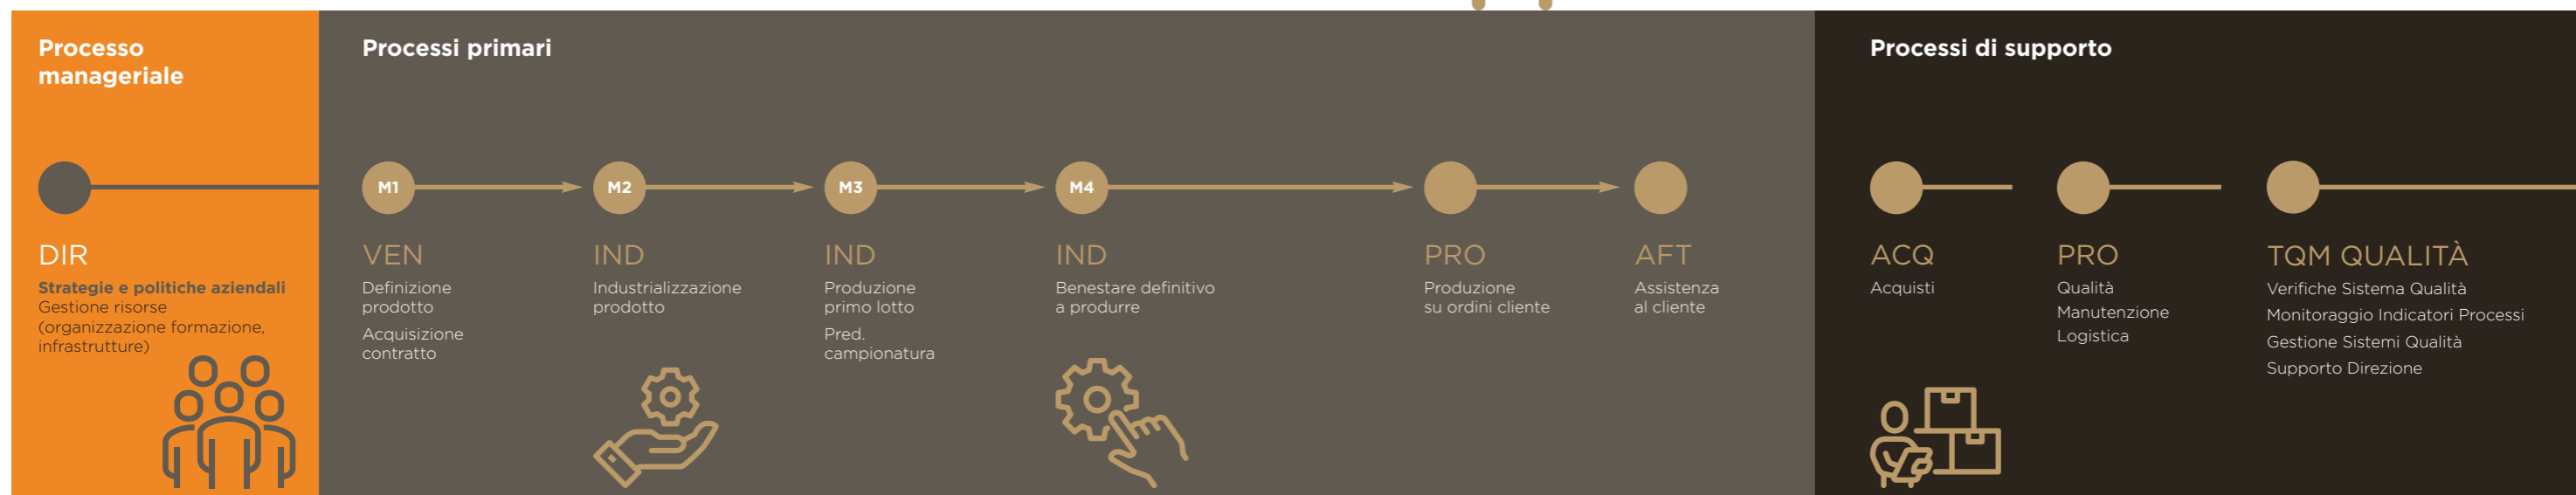 Processo
manageriale
DIR
Strategie e politiche aziendali
Gestione risorse
(organizzazione formazione,
infrastrutture)
Processi primari
M1
VEN
Definizione
prodotto
Acquisizione
contratto
M2
IND
Industrializzazione
prodotto
M3
IND
Produzione
primo lotto
Pred.
campionatura
M4
IND
Benestare definitivo
a produrre
PRO
Produzione
su ordini cliente
AFT
Assistenza
al cliente
Processi di supporto
ACQ
Acquisti
PRO
Qualità
Manutenzione
Logistica
TQM QUALITÀ
Verifiche Sistema Qualità
Monitoraggio Indicatori Processi
Gestione Sistemi Qualità
Supporto Direzione